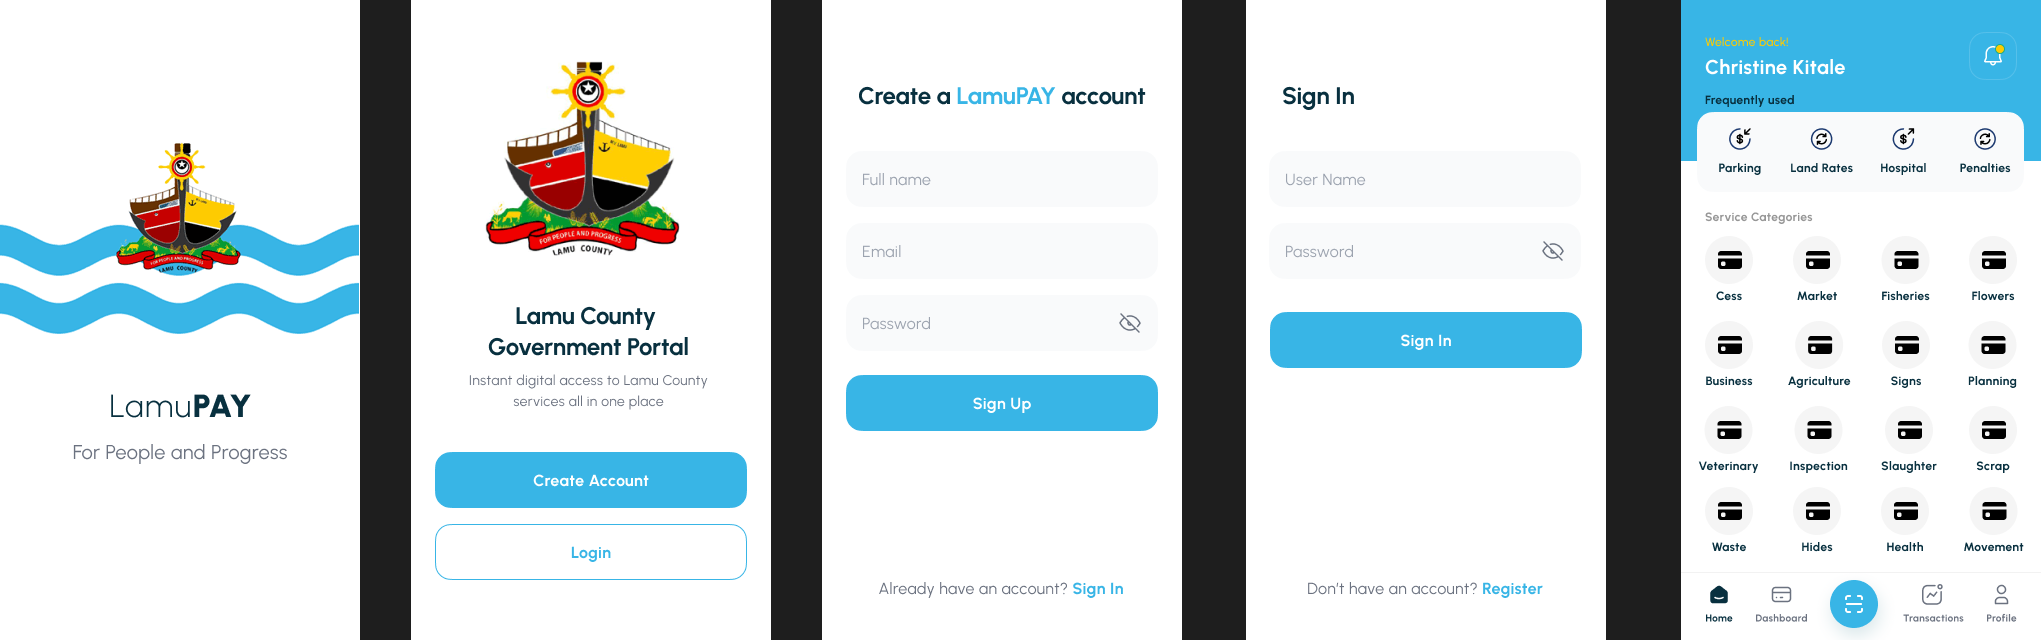 FOR PEOPLE AND PROGRESS
LAMU COUNTY
LamuPAY
For People and Progress
FOR PEOPLE AND PROGRESS
LAMU COUNTY
Lamu County
Government Portal
Instant digital access to Lamu County
services all in one place
Create Account
Login
Create a LamuPAY account
Full name
Email
Password
Sign Up
Already have an account? Sign In
Sign In
User Name
Password
Sign In
Don't have an account? Register
Welcome back!
Christine Kitale
Frequently used
Parking Land Rates Hospital Penalties
Service Categories
Cess Market Fisheries Flowers
Business Agriculture Signs Planning
Veterinary Inspection Slaughter Scrap
Waste Hides Health Movement
Home Dashboard Transactions Profile